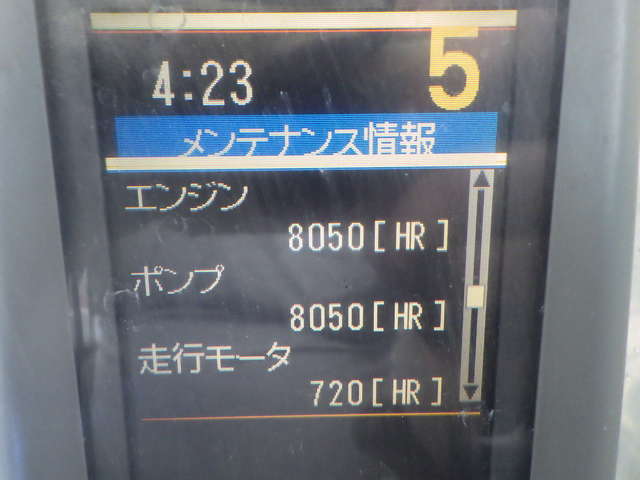 4:23 5
メンテナンス情報
エンジン
8050[HR]
ポンプ
8050[HR]
走行モータ
720[HR]